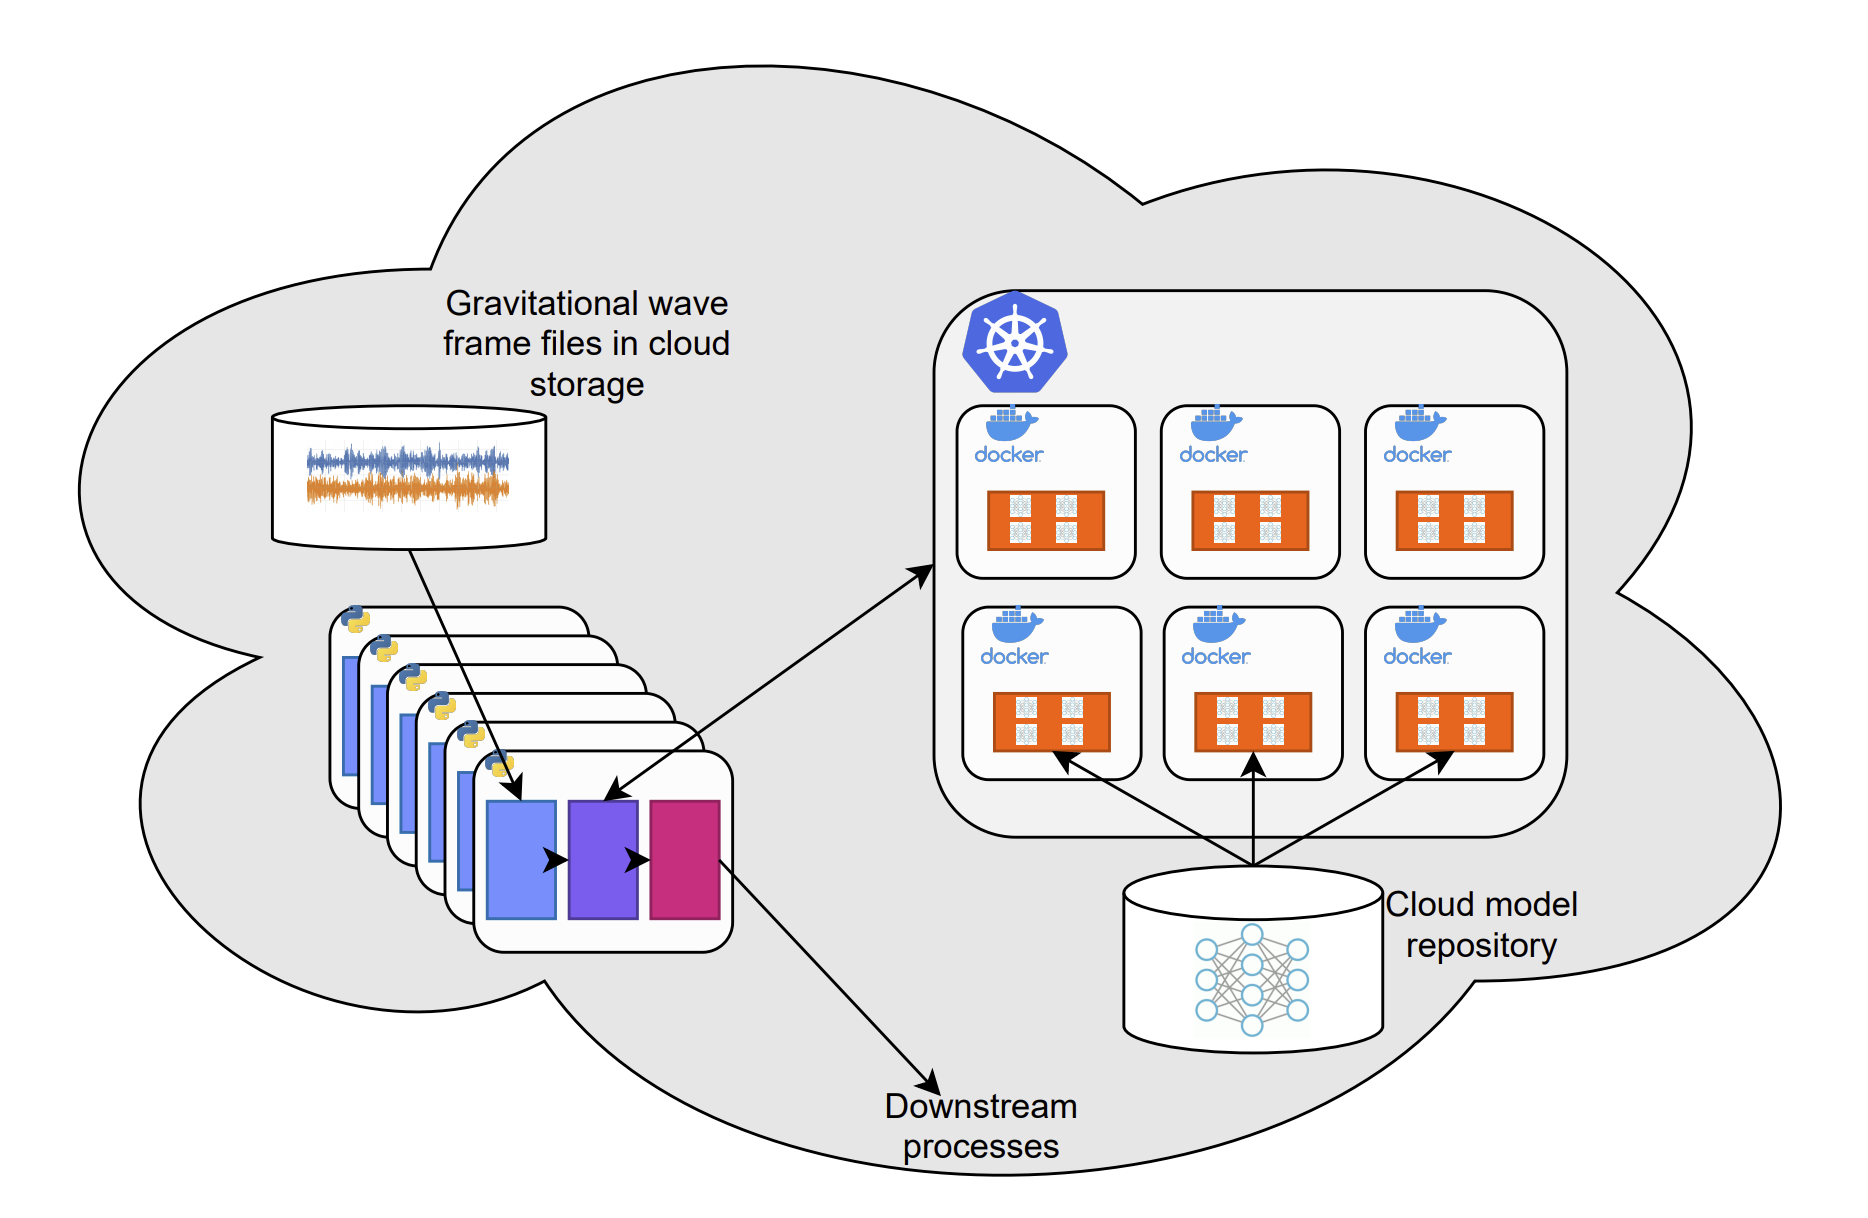 Gravitational wave
frame files in cloud
storage
docker
docker
docker
docker
docker
docker
Cloud model
repository
Downstream
processes